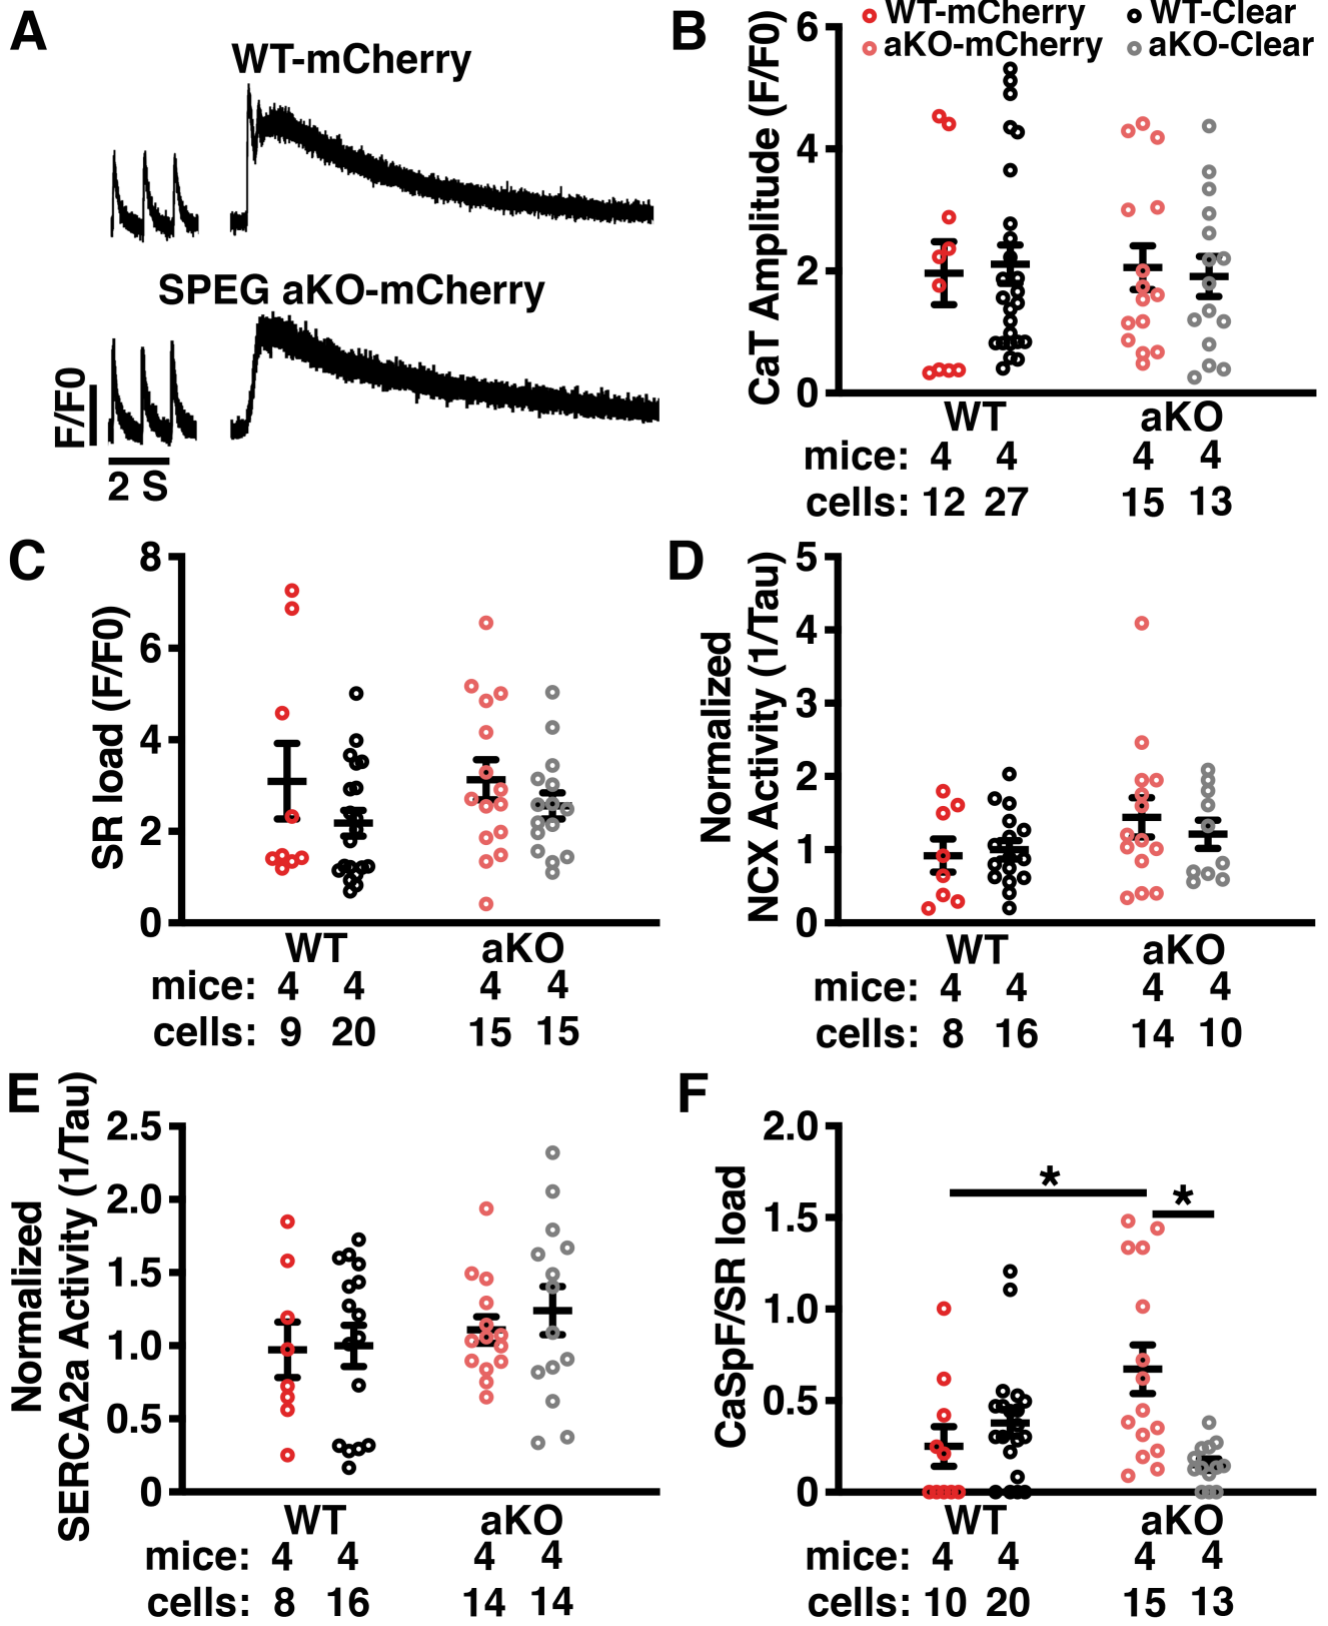 A
WT-mCherry
SPEG aKO-mCherry
F/F0
2 S
B
WT-mCherry
WT-Clear
aKO-mCherry
aKO-Clear
CaT Amplitude (F/F0)
6
4
2
0
WT aKO
mice: 4 4 4 4
cells: 12 27 15 13
C
SR load (F/F0)
8
6
4
2
0
WT aKO
mice: 4 4 4 4
cells: 9 20 15 15
D
Normalized
NCX Activity (1/Tau)
5
4
3
2
1
0
WT aKO
mice: 4 4 4 4
cells: 8 16 14 10
E
Normalized
SERCA2a Activity (1/Tau)
2.5
2.0
1.5
1.0
0.5
0
WT aKO
mice: 4 4 4 4
cells: 8 16 14 14
F
CaSpF/SR load
2.0
1.5
1.0
0.5
0
* *
WT aKO
mice: 4 4 4 4
cells: 10 20 15 13